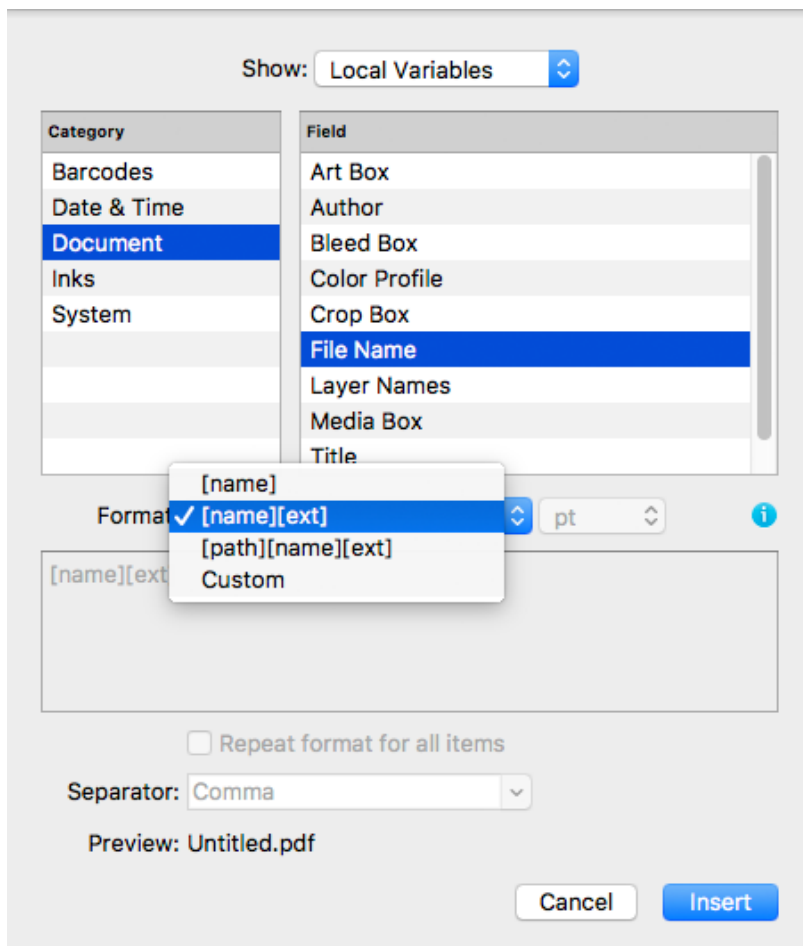 Show: Local Variables
Category
Field
Barcodes
Date & Time
Document
Inks
System
Art Box
Author
Bleed Box
Color Profile
Crop Box
File Name
Layer Names
Media Box
Title
Format
[name]
✓ [name][ext]
[path][name][ext]
Custom
pt
i
[name][ext
Repeat format for all items
Separator: Comma
Preview: Untitled.pdf
Cancel
Insert